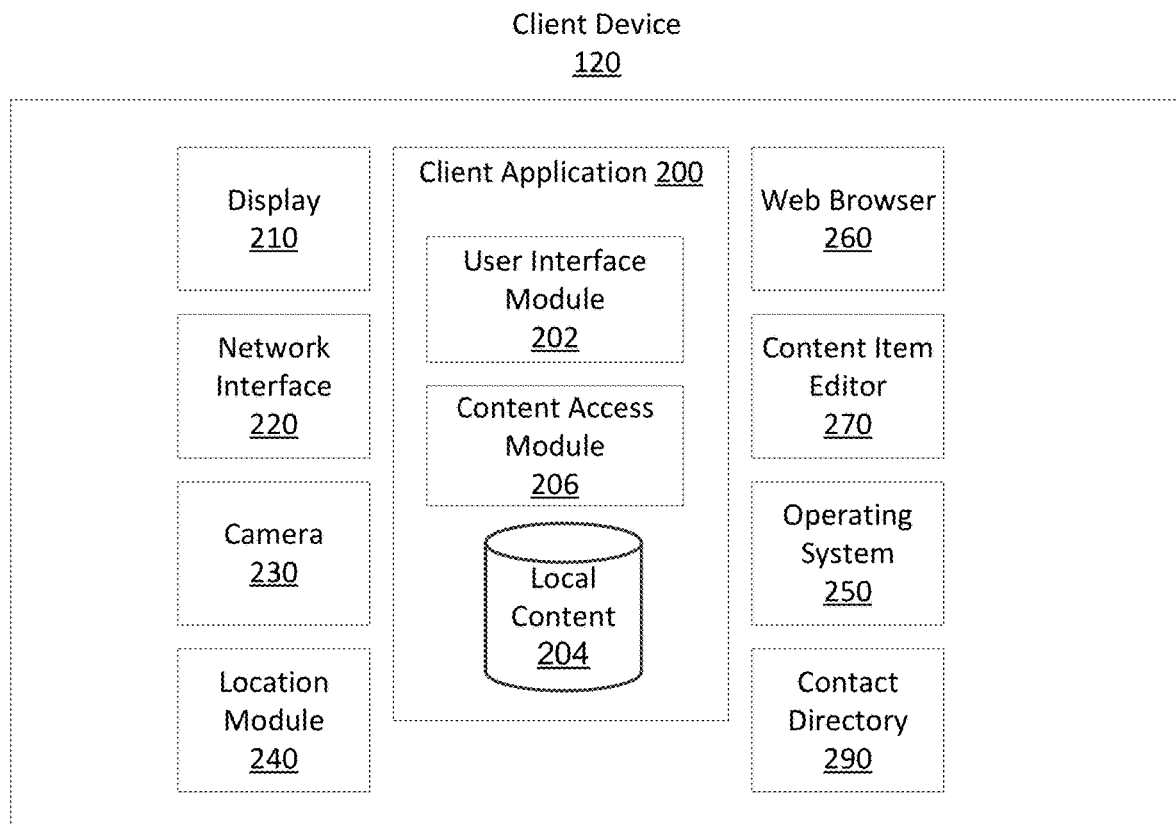 Client Device
120
Display
210
Network
Interface
220
Camera
230
Location
Module
240
Client Application 200
User Interface
Module
202
Content Access
Module
206
Local
Content
204
Web Browser
260
Content Item
Editor
270
Operating
System
250
Contact
Directory
290